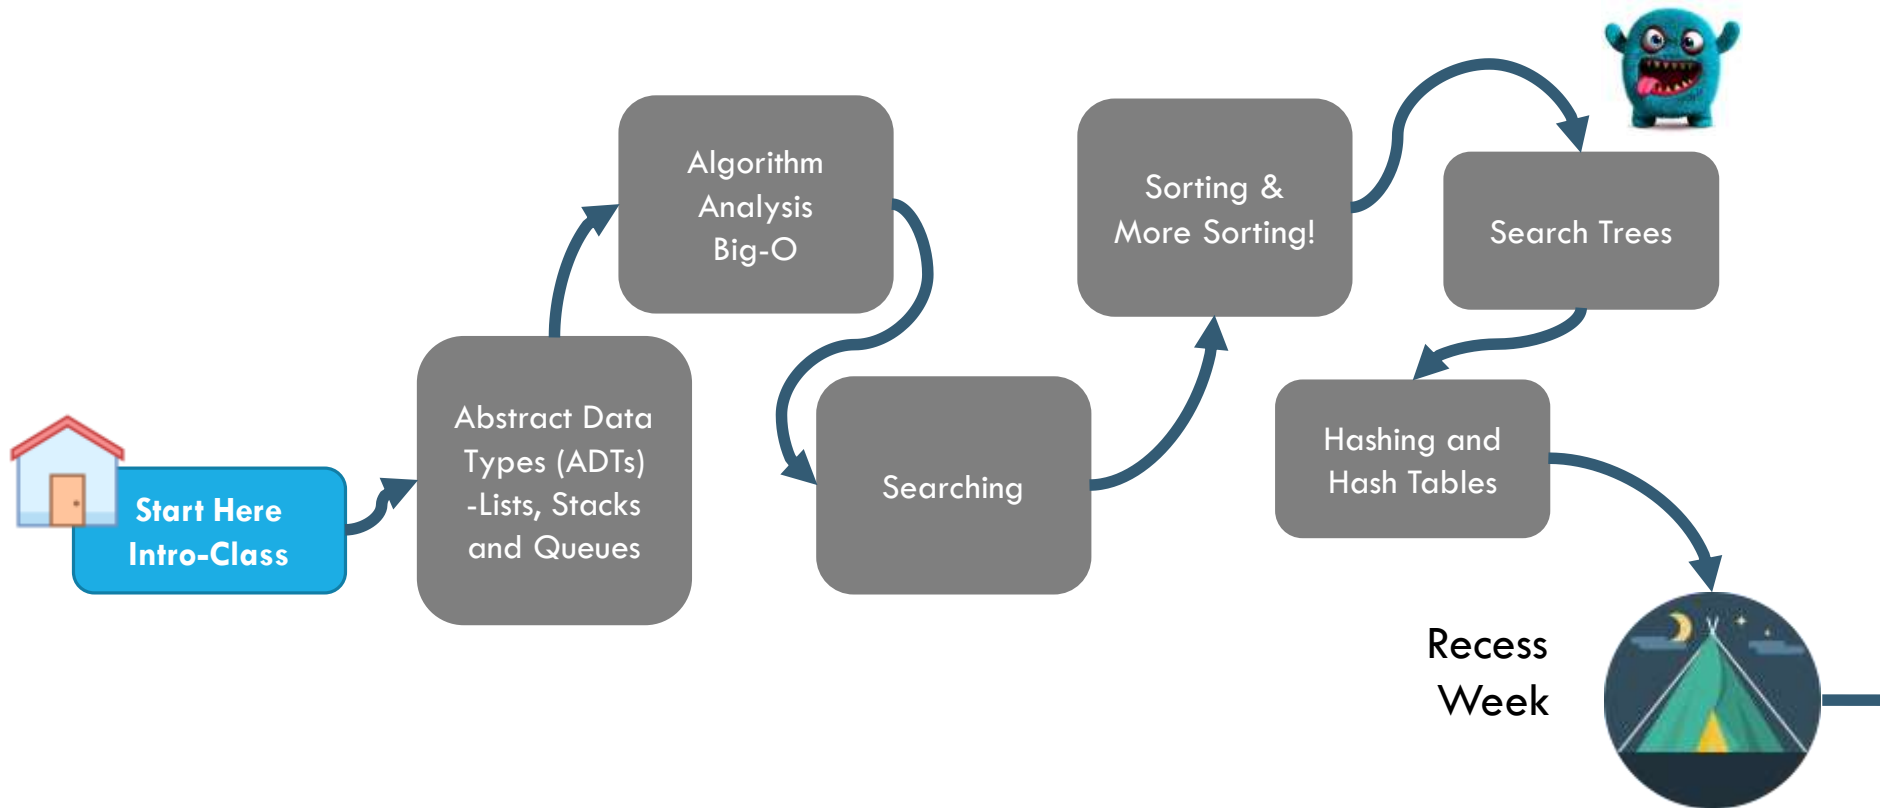 Start Here
Intro-Class
Abstract Data
Types (ADTs)
-Lists, Stacks
and Queues
Algorithm
Analysis
Big-O
Searching
Sorting &
More Sorting!
Search Trees
Hashing and
Hash Tables
Recess
Week